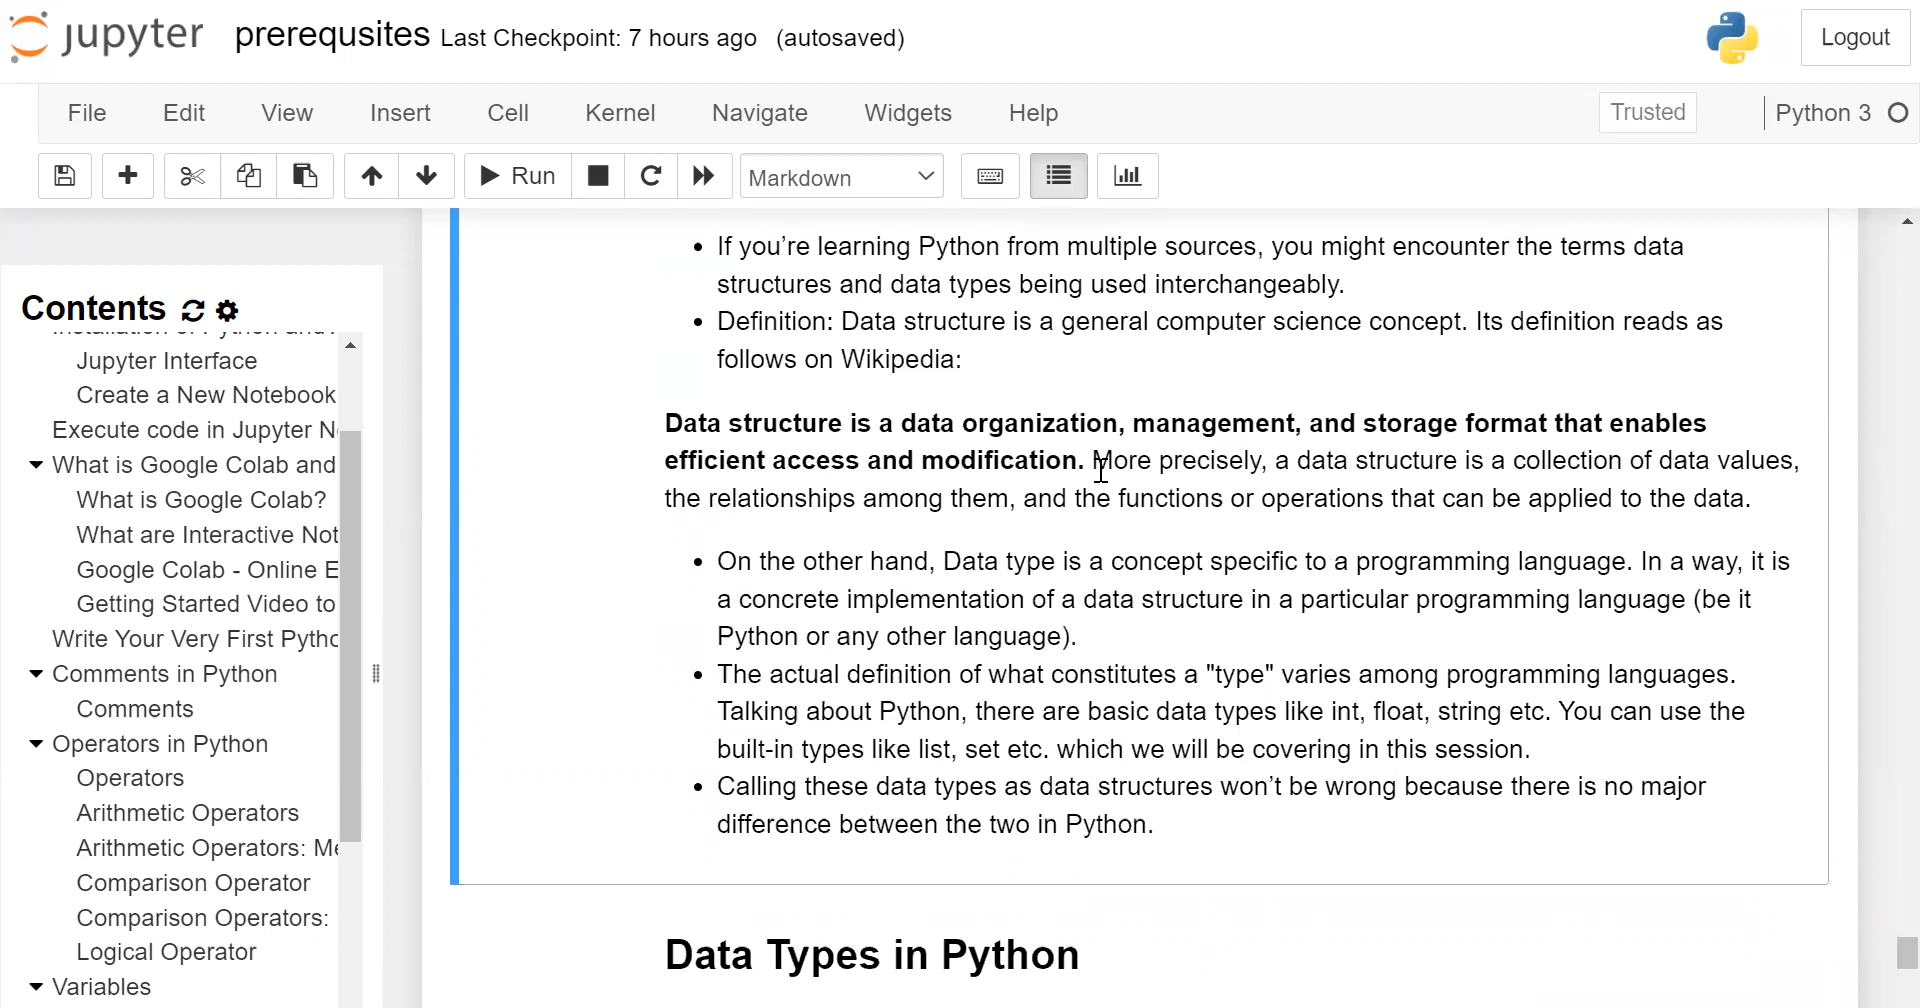 jupyter prerequsites Last Checkpoint: 7 hours ago (autosaved) Logout
File Edit View Insert Cell Kernel Navigate Widgets Help Trusted Python 3
Run Markdown
Contents
Jupyter Interface
Create a New Notebook
Execute code in Jupyter
What is Google Colab and
What is Google Colab?
What are Interactive Not
Google Colab - Online E
Getting Started Video to
Write Your Very First Pytho
Comments in Python
Comments
Operators in Python
Operators
Arithmetic Operators
Arithmetic Operators: Me
Comparison Operator
Comparison Operators:
Logical Operator
Variables
• If you’re learning Python from multiple sources, you might encounter the terms data
structures and data types being used interchangeably.
• Definition: Data structure is a general computer science concept. Its definition reads as
follows on Wikipedia:
Data structure is a data organization, management, and storage format that enables
efficient access and modification. More precisely, a data structure is a collection of data values,
the relationships among them, and the functions or operations that can be applied to the data.
• On the other hand, Data type is a concept specific to a programming language. In a way, it is
a concrete implementation of a data structure in a particular programming language (be it
Python or any other language).
• The actual definition of what constitutes a "type" varies among programming languages.
Talking about Python, there are basic data types like int, float, string etc. You can use the
built-in types like list, set etc. which we will be covering in this session.
• Calling these data types as data structures won’t be wrong because there is no major
difference between the two in Python.
Data Types in Python